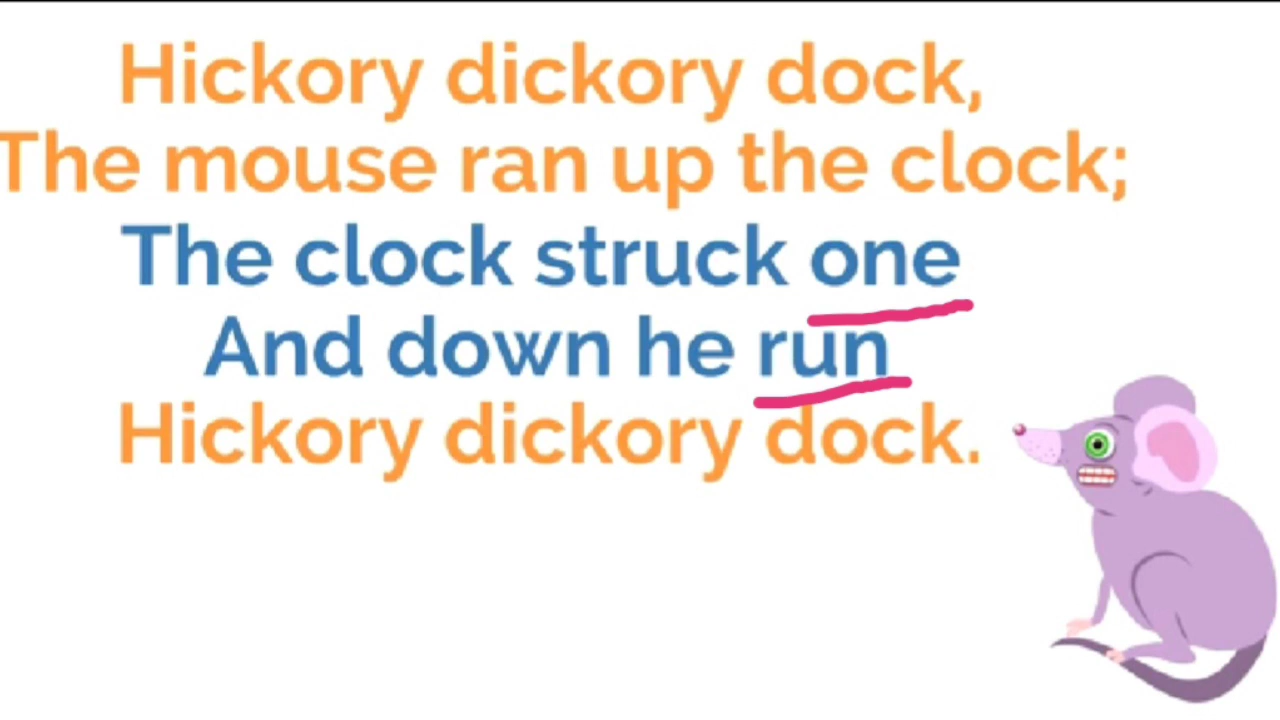 Hickory dickory dock,
The mouse ran up the clock;
The clock struck one
And down he run
Hickory dickory dock.